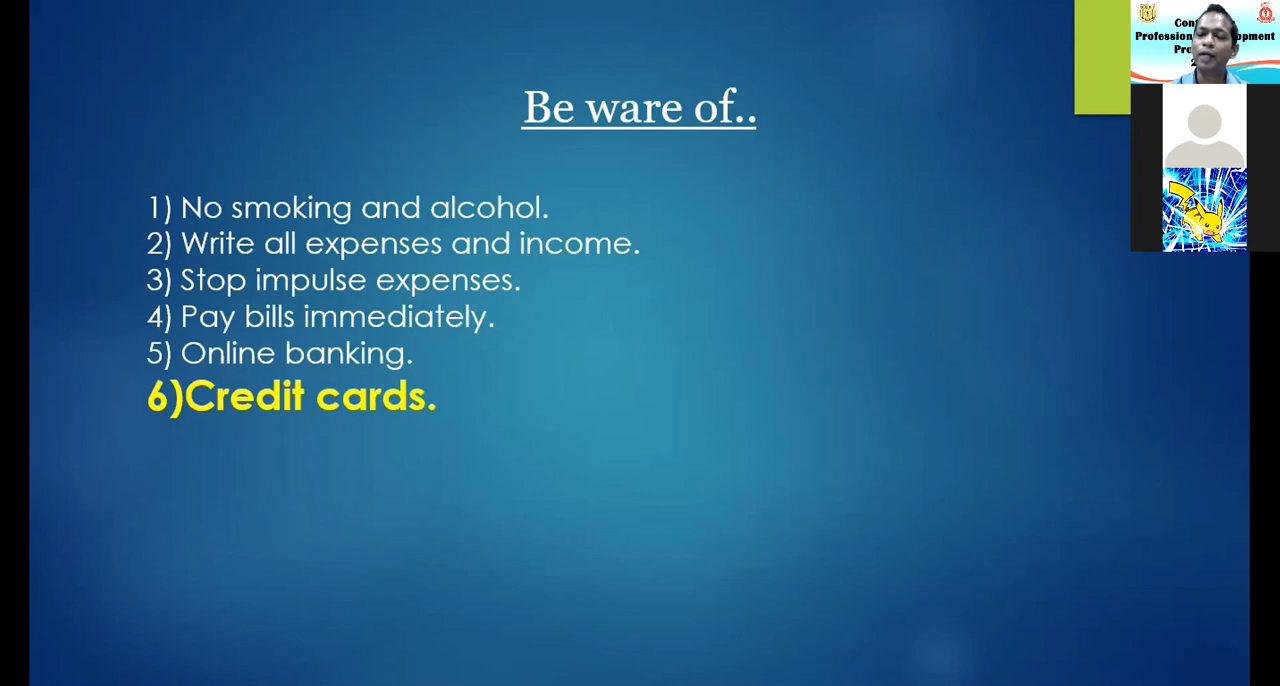 Be ware of..
1) No smoking and alcohol.
2) Write all expenses and income.
3) Stop impulse expenses.
4) Pay bills immediately.
5) Online banking.
6)Credit cards.